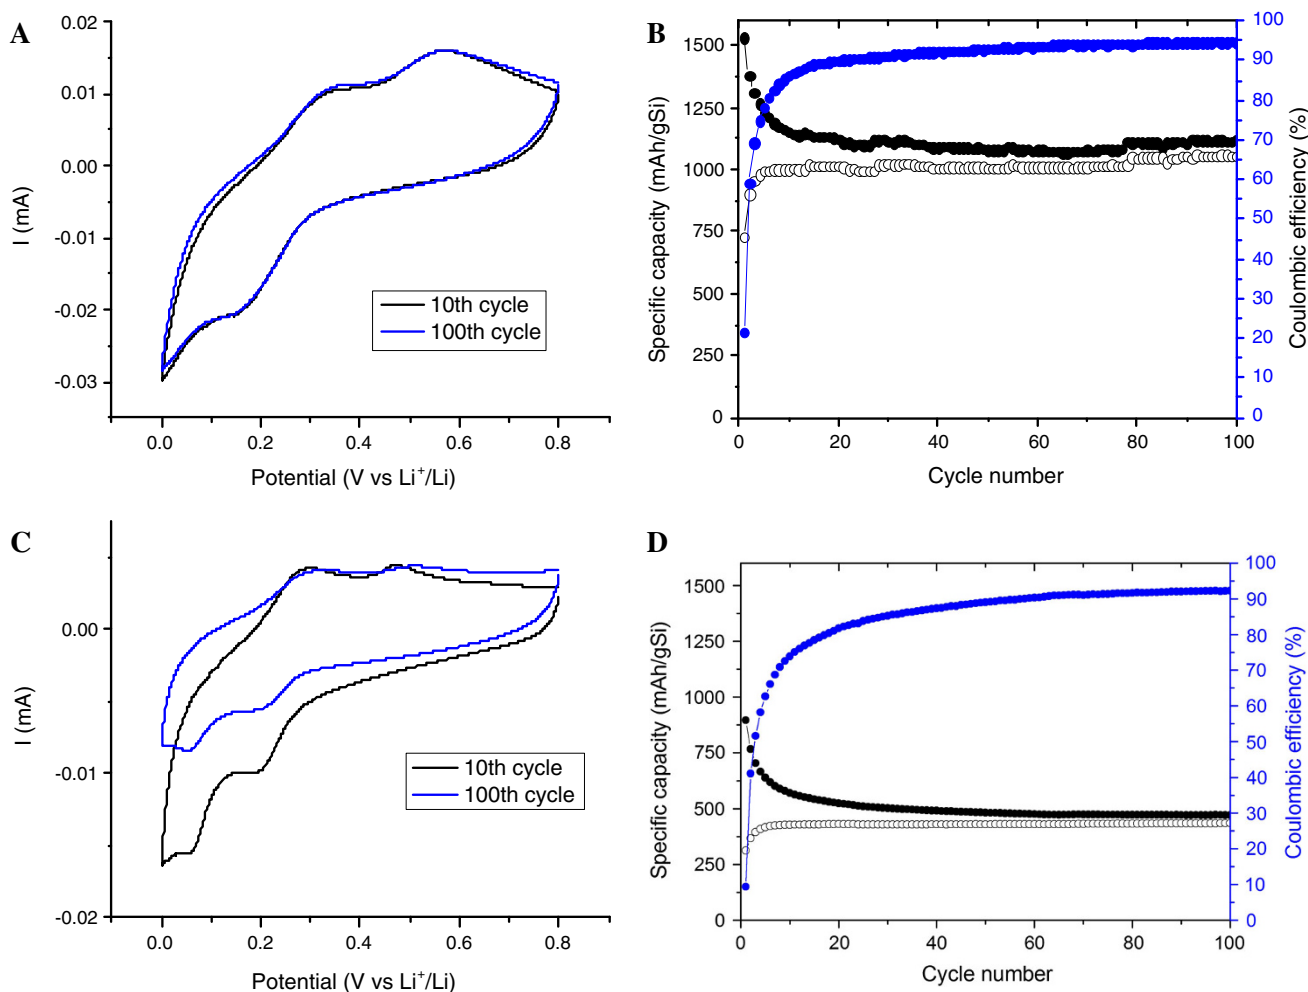 A
0.02
0.01
0.00
-0.01
-0.02
-0.03
I (mA)
10th cycle
100th cycle
0.0 0.2 0.4 0.6 0.8
Potential (V vs Li⁺/Li)
B
1500
1250
1000
750
500
250
0
Specific capacity (mAh/gSi)
100
90
80
70
60
50
40
30
20
10
0
Coulombic efficiency (%)
0 20 40 60 80 100
Cycle number
C
0.00
-0.01
-0.02
I (mA)
10th cycle
100th cycle
0.0 0.2 0.4 0.6 0.8
Potential (V vs Li⁺/Li)
D
1500
1250
1000
750
500
250
0
Specific capacity (mAh/gSi)
100
90
80
70
60
50
40
30
20
10
0
Coulombic efficiency (%)
0 20 40 60 80 100
Cycle number